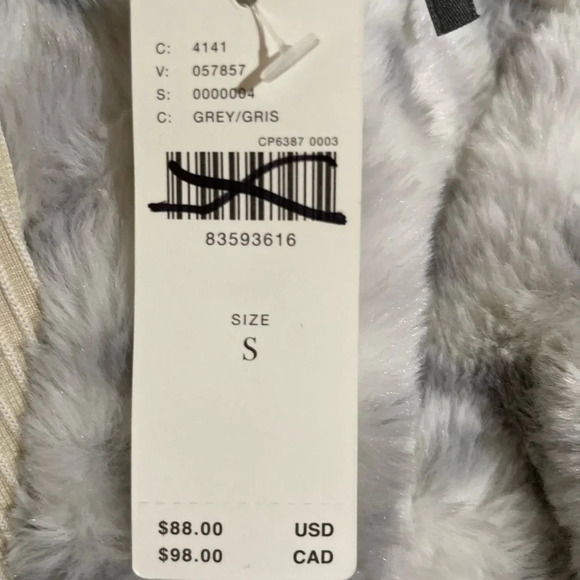 C: 4141
V: 057857
S: 0000004
C: GREY/GRIS
CP6387 0003
83593616
SIZE
S
$88.00 USD
$98.00 CAD